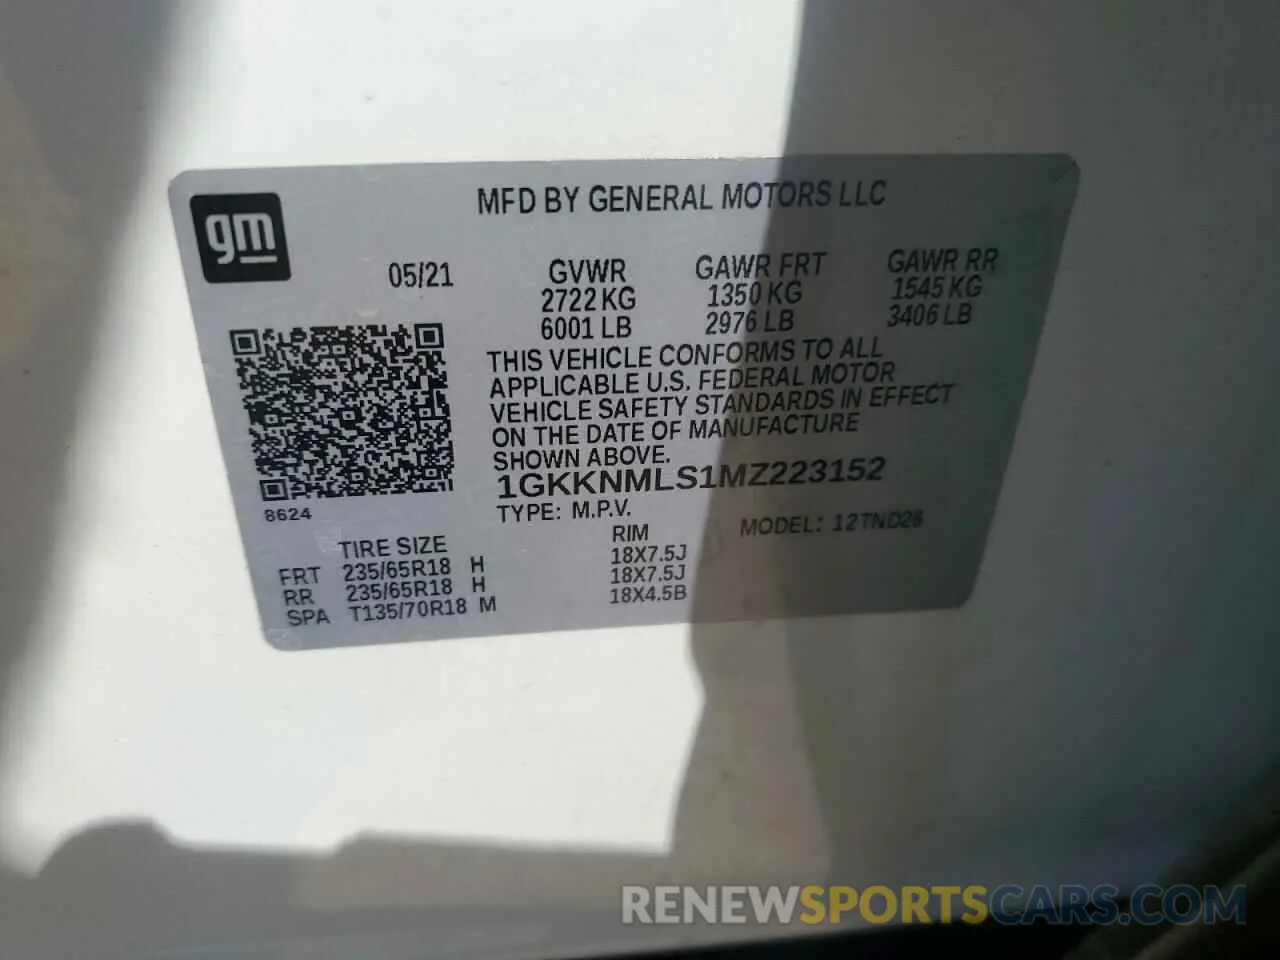 gm
MFD BY GENERAL MOTORS LLC
05/21
GVWR GAWR FRT GAWR RR
2722 KG 1350 KG 1545 KG
6001 LB 2976 LB 3406 LB
THIS VEHICLE CONFORMS TO ALL
APPLICABLE U.S. FEDERAL MOTOR
VEHICLE SAFETY STANDARDS IN EFFECT
ON THE DATE OF MANUFACTURE
SHOWN ABOVE.
1GKKNMLS1MZ223152
8624
TYPE: M.P.V. MODEL: 12TNC26
TIRE SIZE RIM
FRT 235/65R18 H 18X7.5J
RR 235/65R18 H 18X7.5J
SPA T135/70R18 M 18X4.5B
RENEWSPORTSCARS.COM